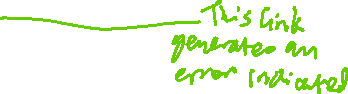 This link
generates an
error indicated